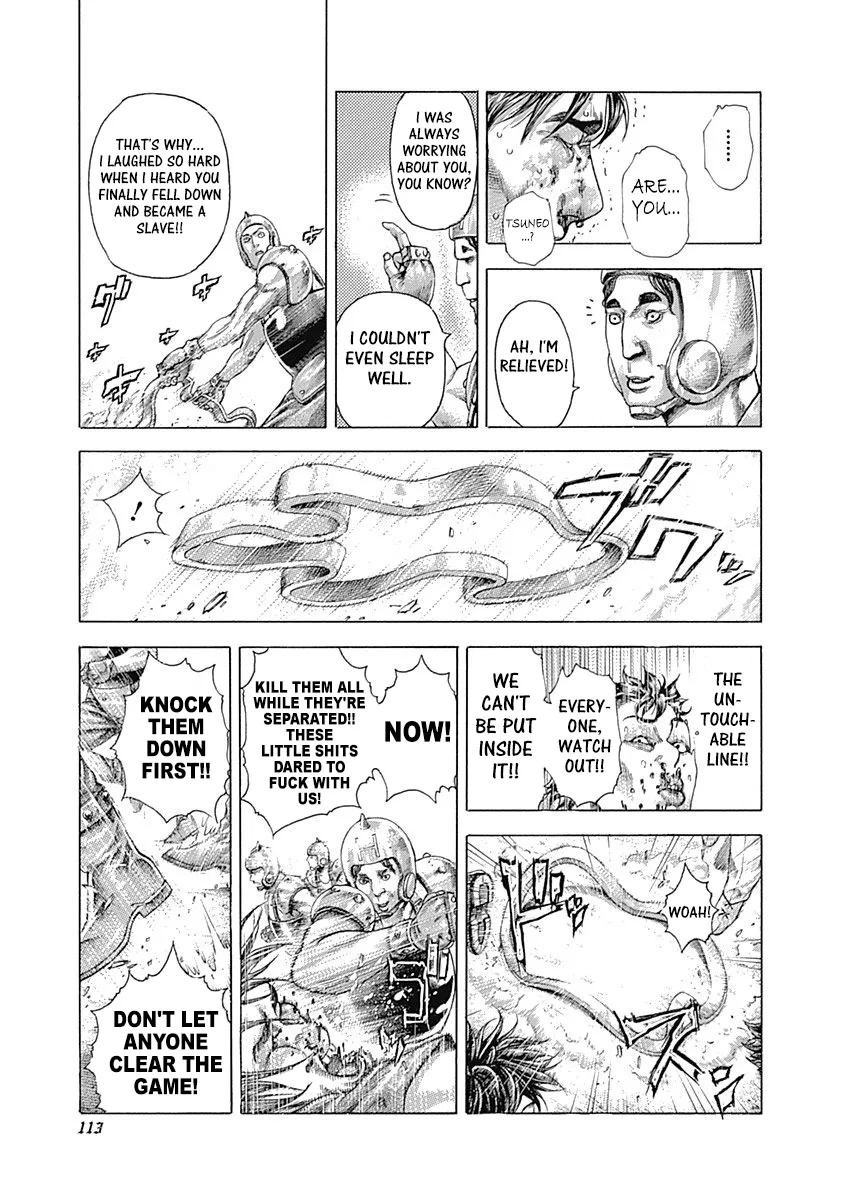 ......
ARE...
YOU...
TSUNEO
...?
AH, I'M
RELIEVED!
I WAS
ALWAYS
WORRYING
ABOUT YOU,
YOU KNOW?
I COULDN'T
EVEN SLEEP
WELL.
THAT'S WHY...
I LAUGHED SO HARD
WHEN I HEARD YOU
FINALLY FELL DOWN
AND BECAME A
SLAVE!!
!
THE
UN-
TOUCH-
ABLE
LINE!!
EVERY-
ONE,
WATCH
OUT!!
WE
CAN'T
BE PUT
INSIDE
IT!!
WOAH!
NOW!
KILL THEM ALL
WHILE THEY'RE
SEPARATED!!
THESE
LITTLE SHITS
DARED TO
FUCK WITH
US!
KNOCK
THEM
DOWN
FIRST!!
DON'T LET
ANYONE
CLEAR THE
GAME!
113